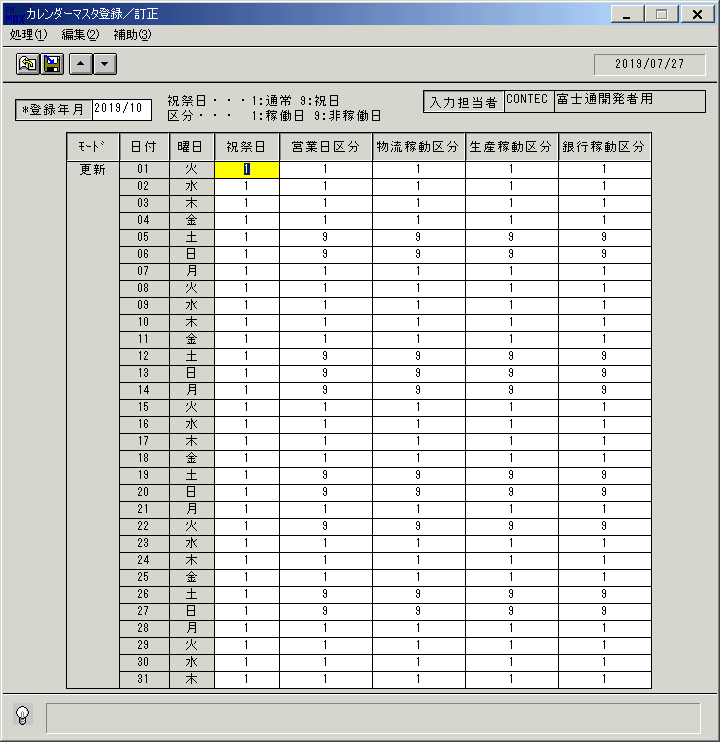 カレンダーマスタ登録／訂正
処理(1) 編集(2) 補助(3)
2019/07/27
*登録年月 2019/10
祝祭日・・・1:通常 9:祝日
区分・・・ 1:稼働日 9:非稼働日
入力担当者 CONTEC 富士通開発者用
ﾓｰﾄﾞ 日付 曜日 祝祭日 営業日区分 物流稼動区分 生産稼動区分 銀行稼動区分
更新 01 火 1 1 1 1 1
02 水 1 1 1 1 1
03 木 1 1 1 1 1
04 金 1 1 1 1 1
05 土 1 9 9 9 9
06 日 1 9 9 9 9
07 月 1 1 1 1 1
08 火 1 1 1 1 1
09 水 1 1 1 1 1
10 木 1 1 1 1 1
11 金 1 1 1 1 1
12 土 1 9 9 9 9
13 日 1 9 9 9 9
14 月 1 9 9 9 9
15 火 1 1 1 1 1
16 水 1 1 1 1 1
17 木 1 1 1 1 1
18 金 1 1 1 1 1
19 土 1 9 9 9 9
20 日 1 9 9 9 9
21 月 1 1 1 1 1
22 火 1 9 9 9 9
23 水 1 1 1 1 1
24 木 1 1 1 1 1
25 金 1 1 1 1 1
26 土 1 9 9 9 9
27 日 1 9 9 9 9
28 月 1 1 1 1 1
29 火 1 1 1 1 1
30 水 1 1 1 1 1
31 木 1 1 1 1 1